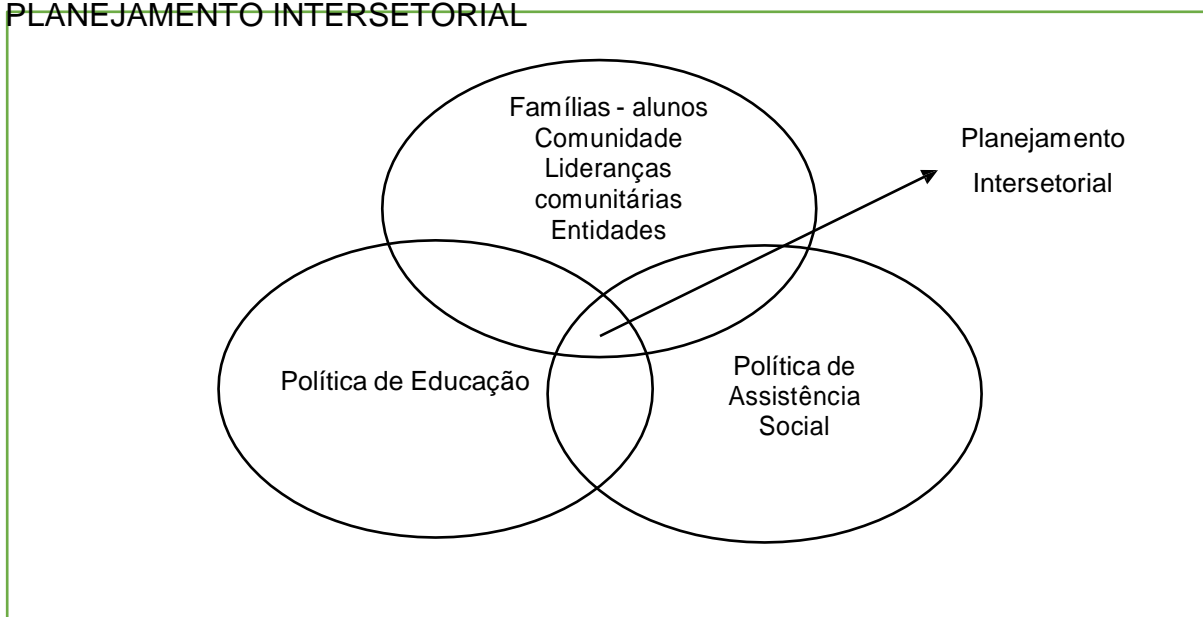 PLANEJAMENTO INTERSETORIAL
Famílias - alunos
Comunidade
Lideranças
comunitárias
Entidades
Planejamento
Intersetorial
Política de Educação
Política de
Assistência
Social